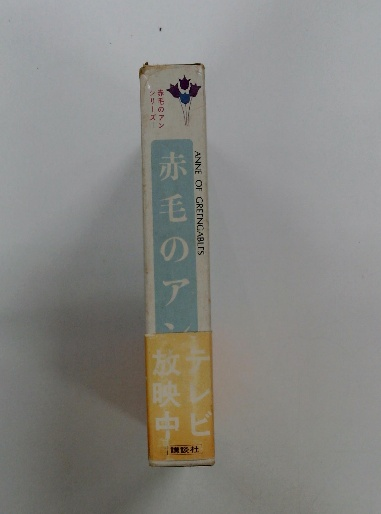 赤毛のアン
シリーズ
ANNE OF GREENGABLES
赤毛のアン
テレビ
放映中
講談社